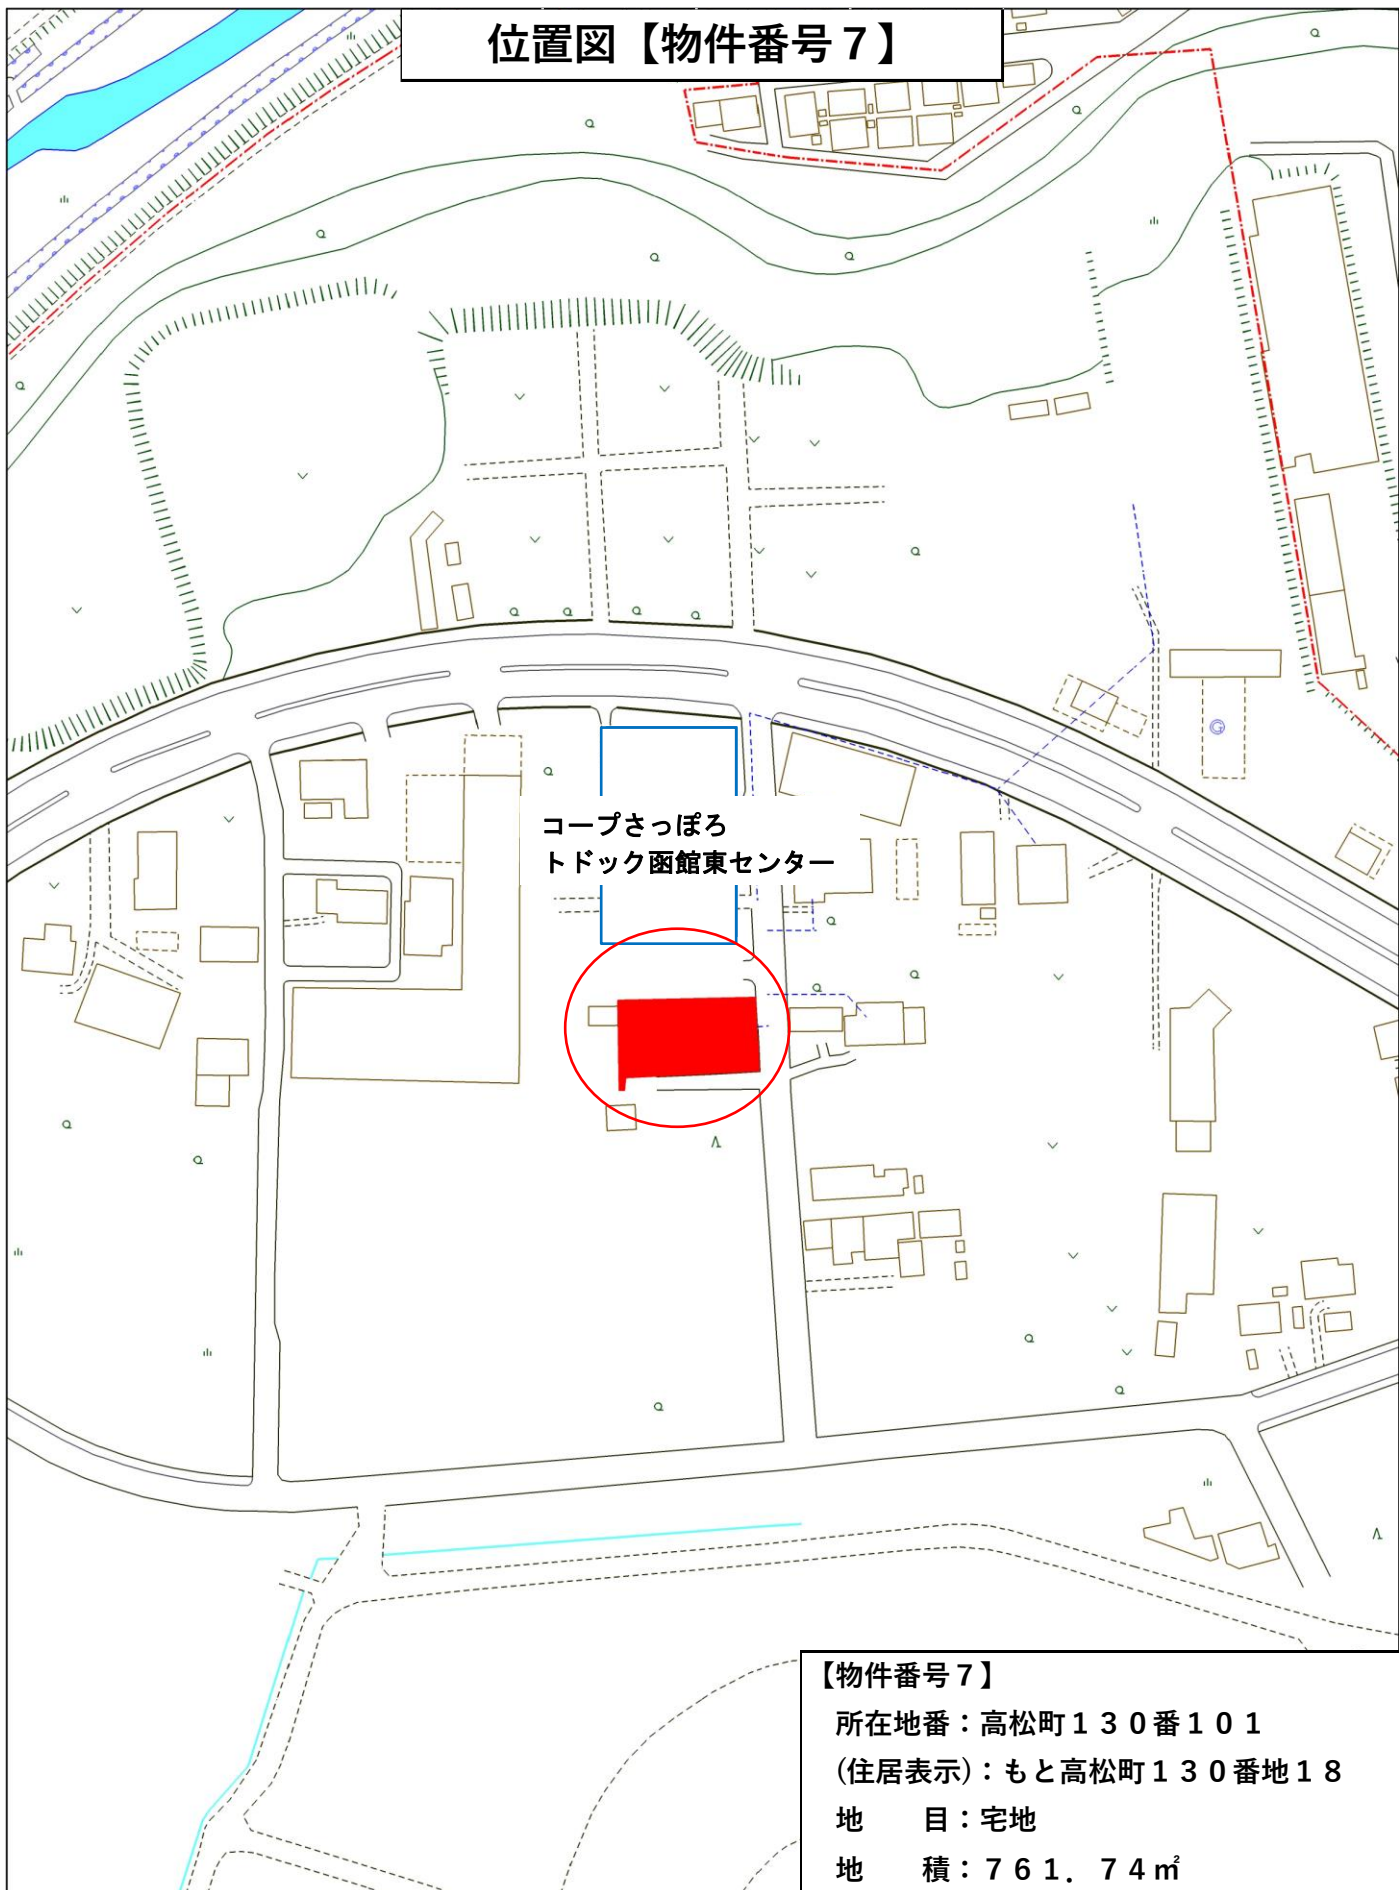 位置図【物件番号７】
コープさっぽろ
トドック函館東センター
【物件番号７】
所在地番：高松町１３０番１０１
(住居表示)：もと高松町１３０番地１８
地　　目：宅地
地　　積：７６１．７４㎡